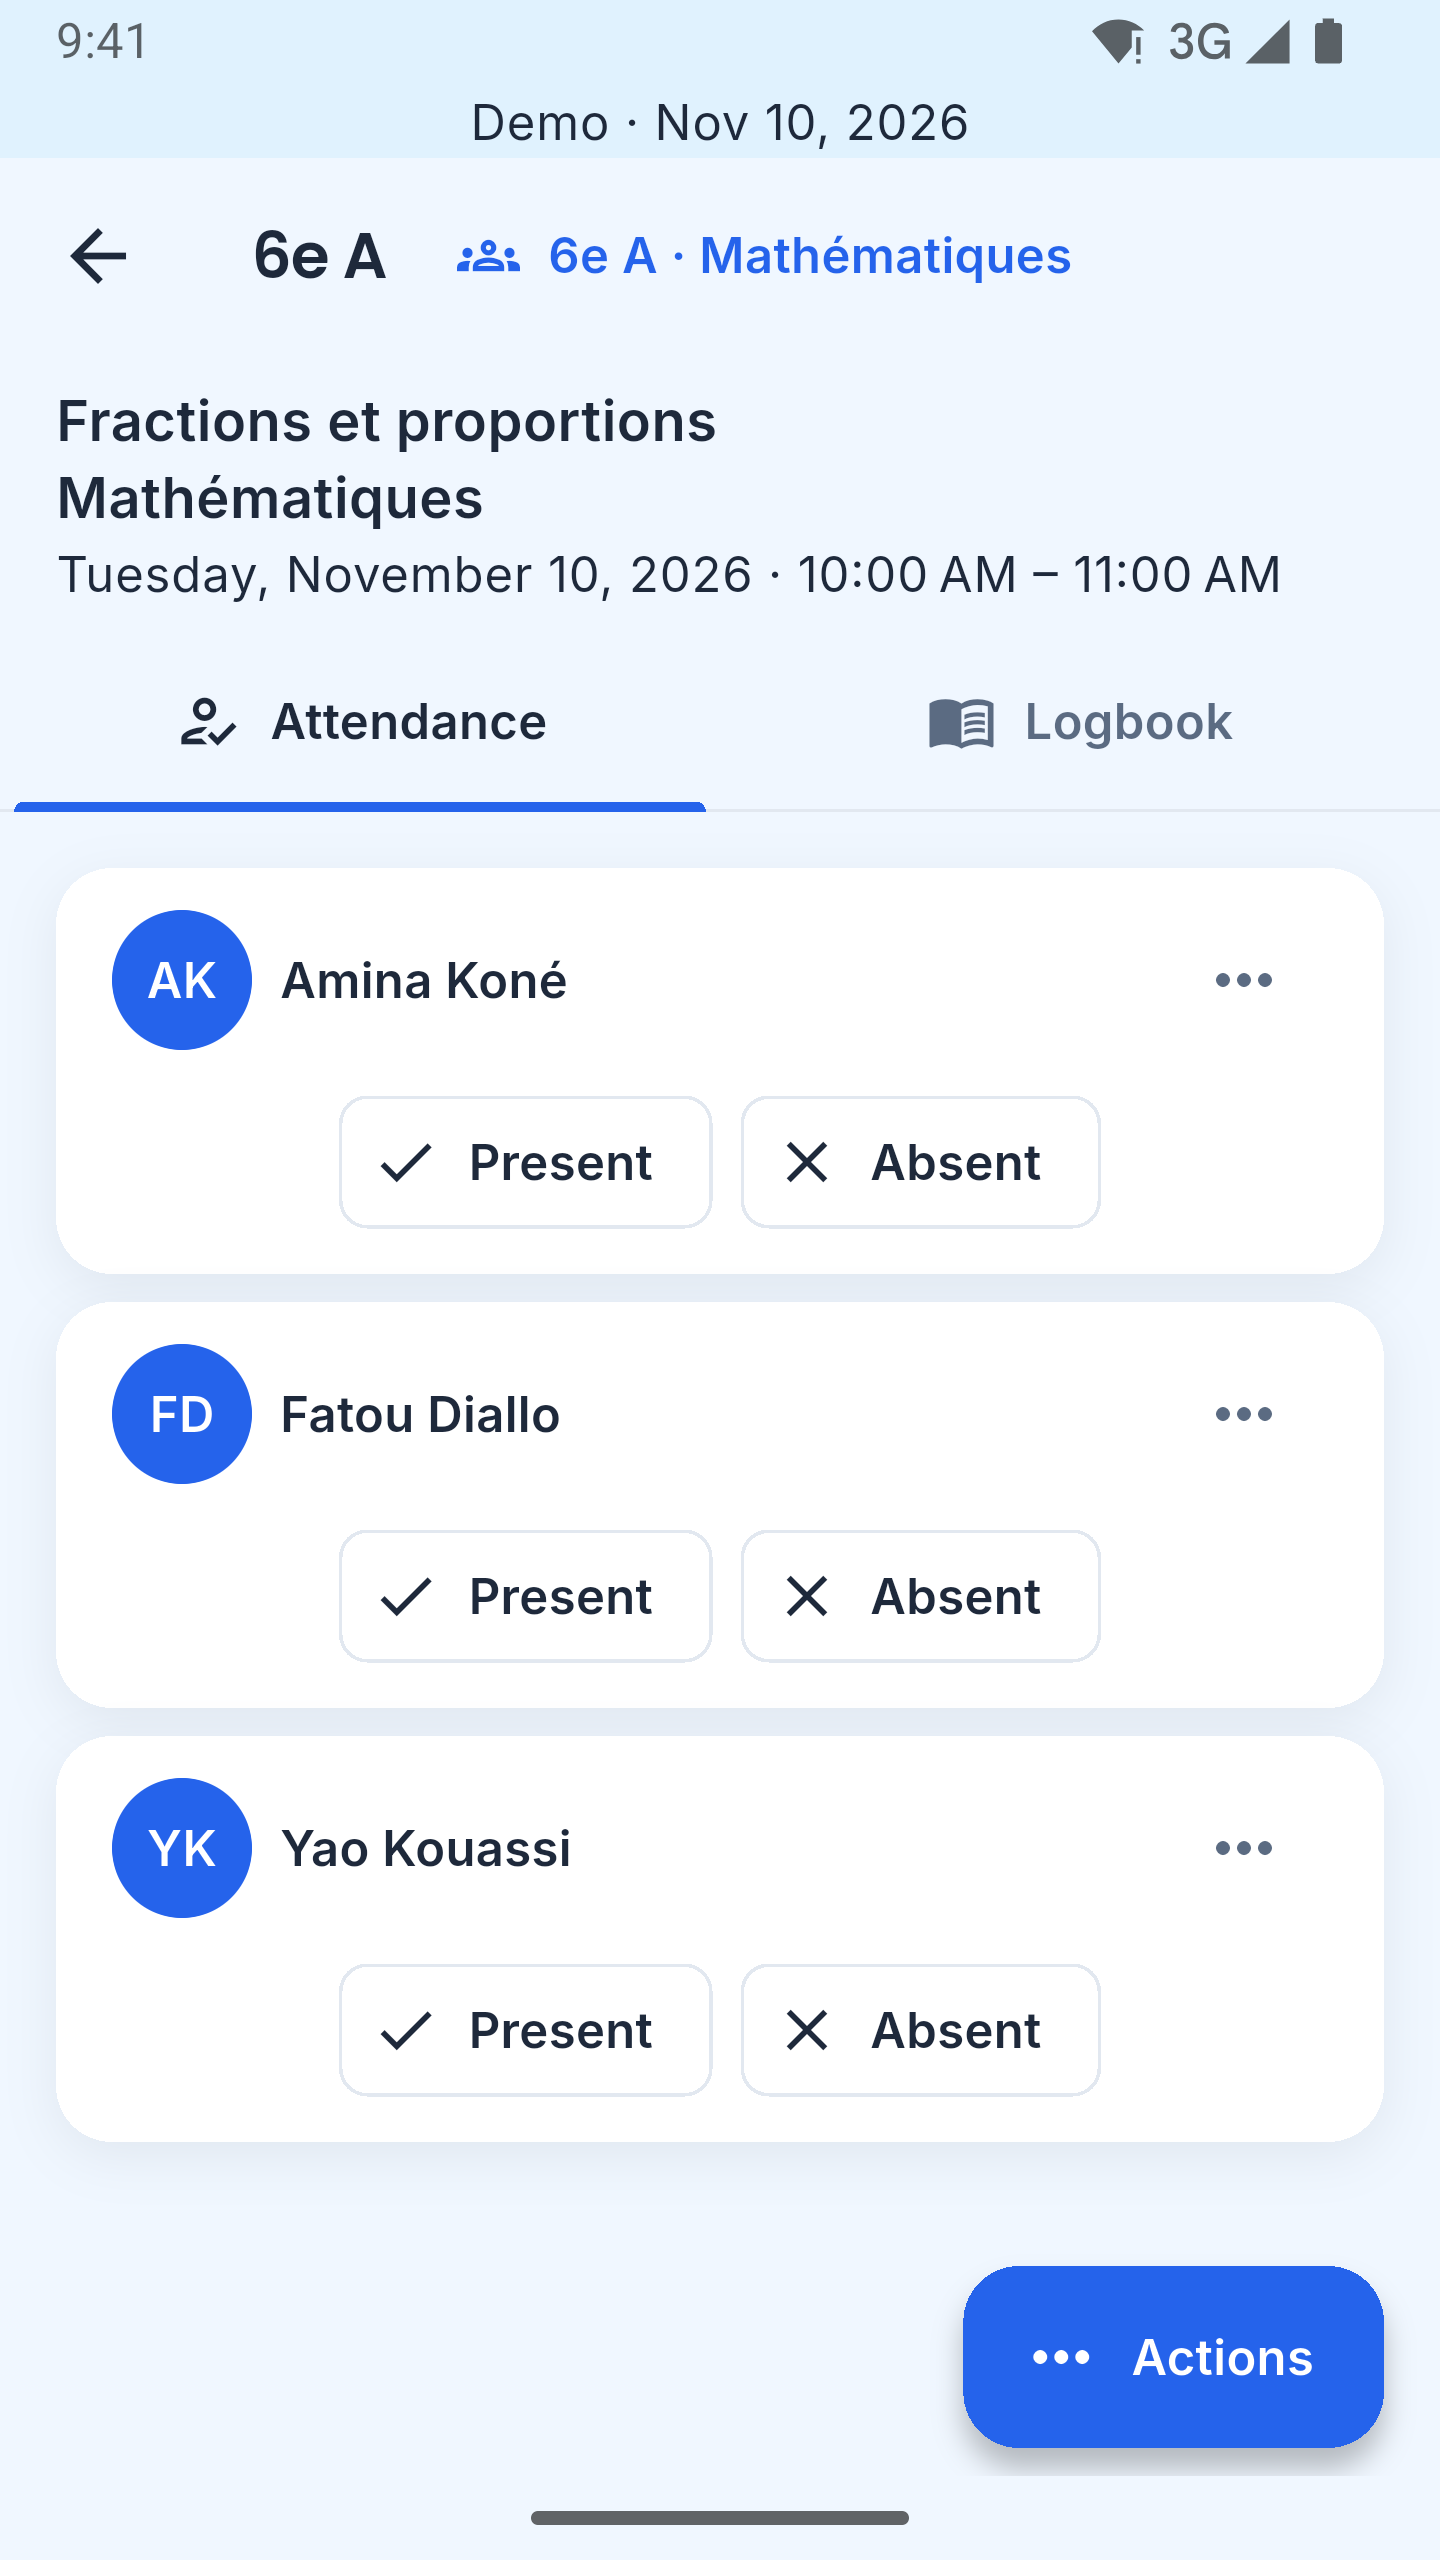 9:41
3G
Demo · Nov 10, 2026
6e A
6e A · Mathématiques
Fractions et proportions
Mathématiques
Tuesday, November 10, 2026 · 10:00 AM – 11:00 AM
Attendance
Logbook
AK
Amina Koné
Present
Absent
FD
Fatou Diallo
Present
Absent
YK
Yao Kouassi
Present
Absent
Actions